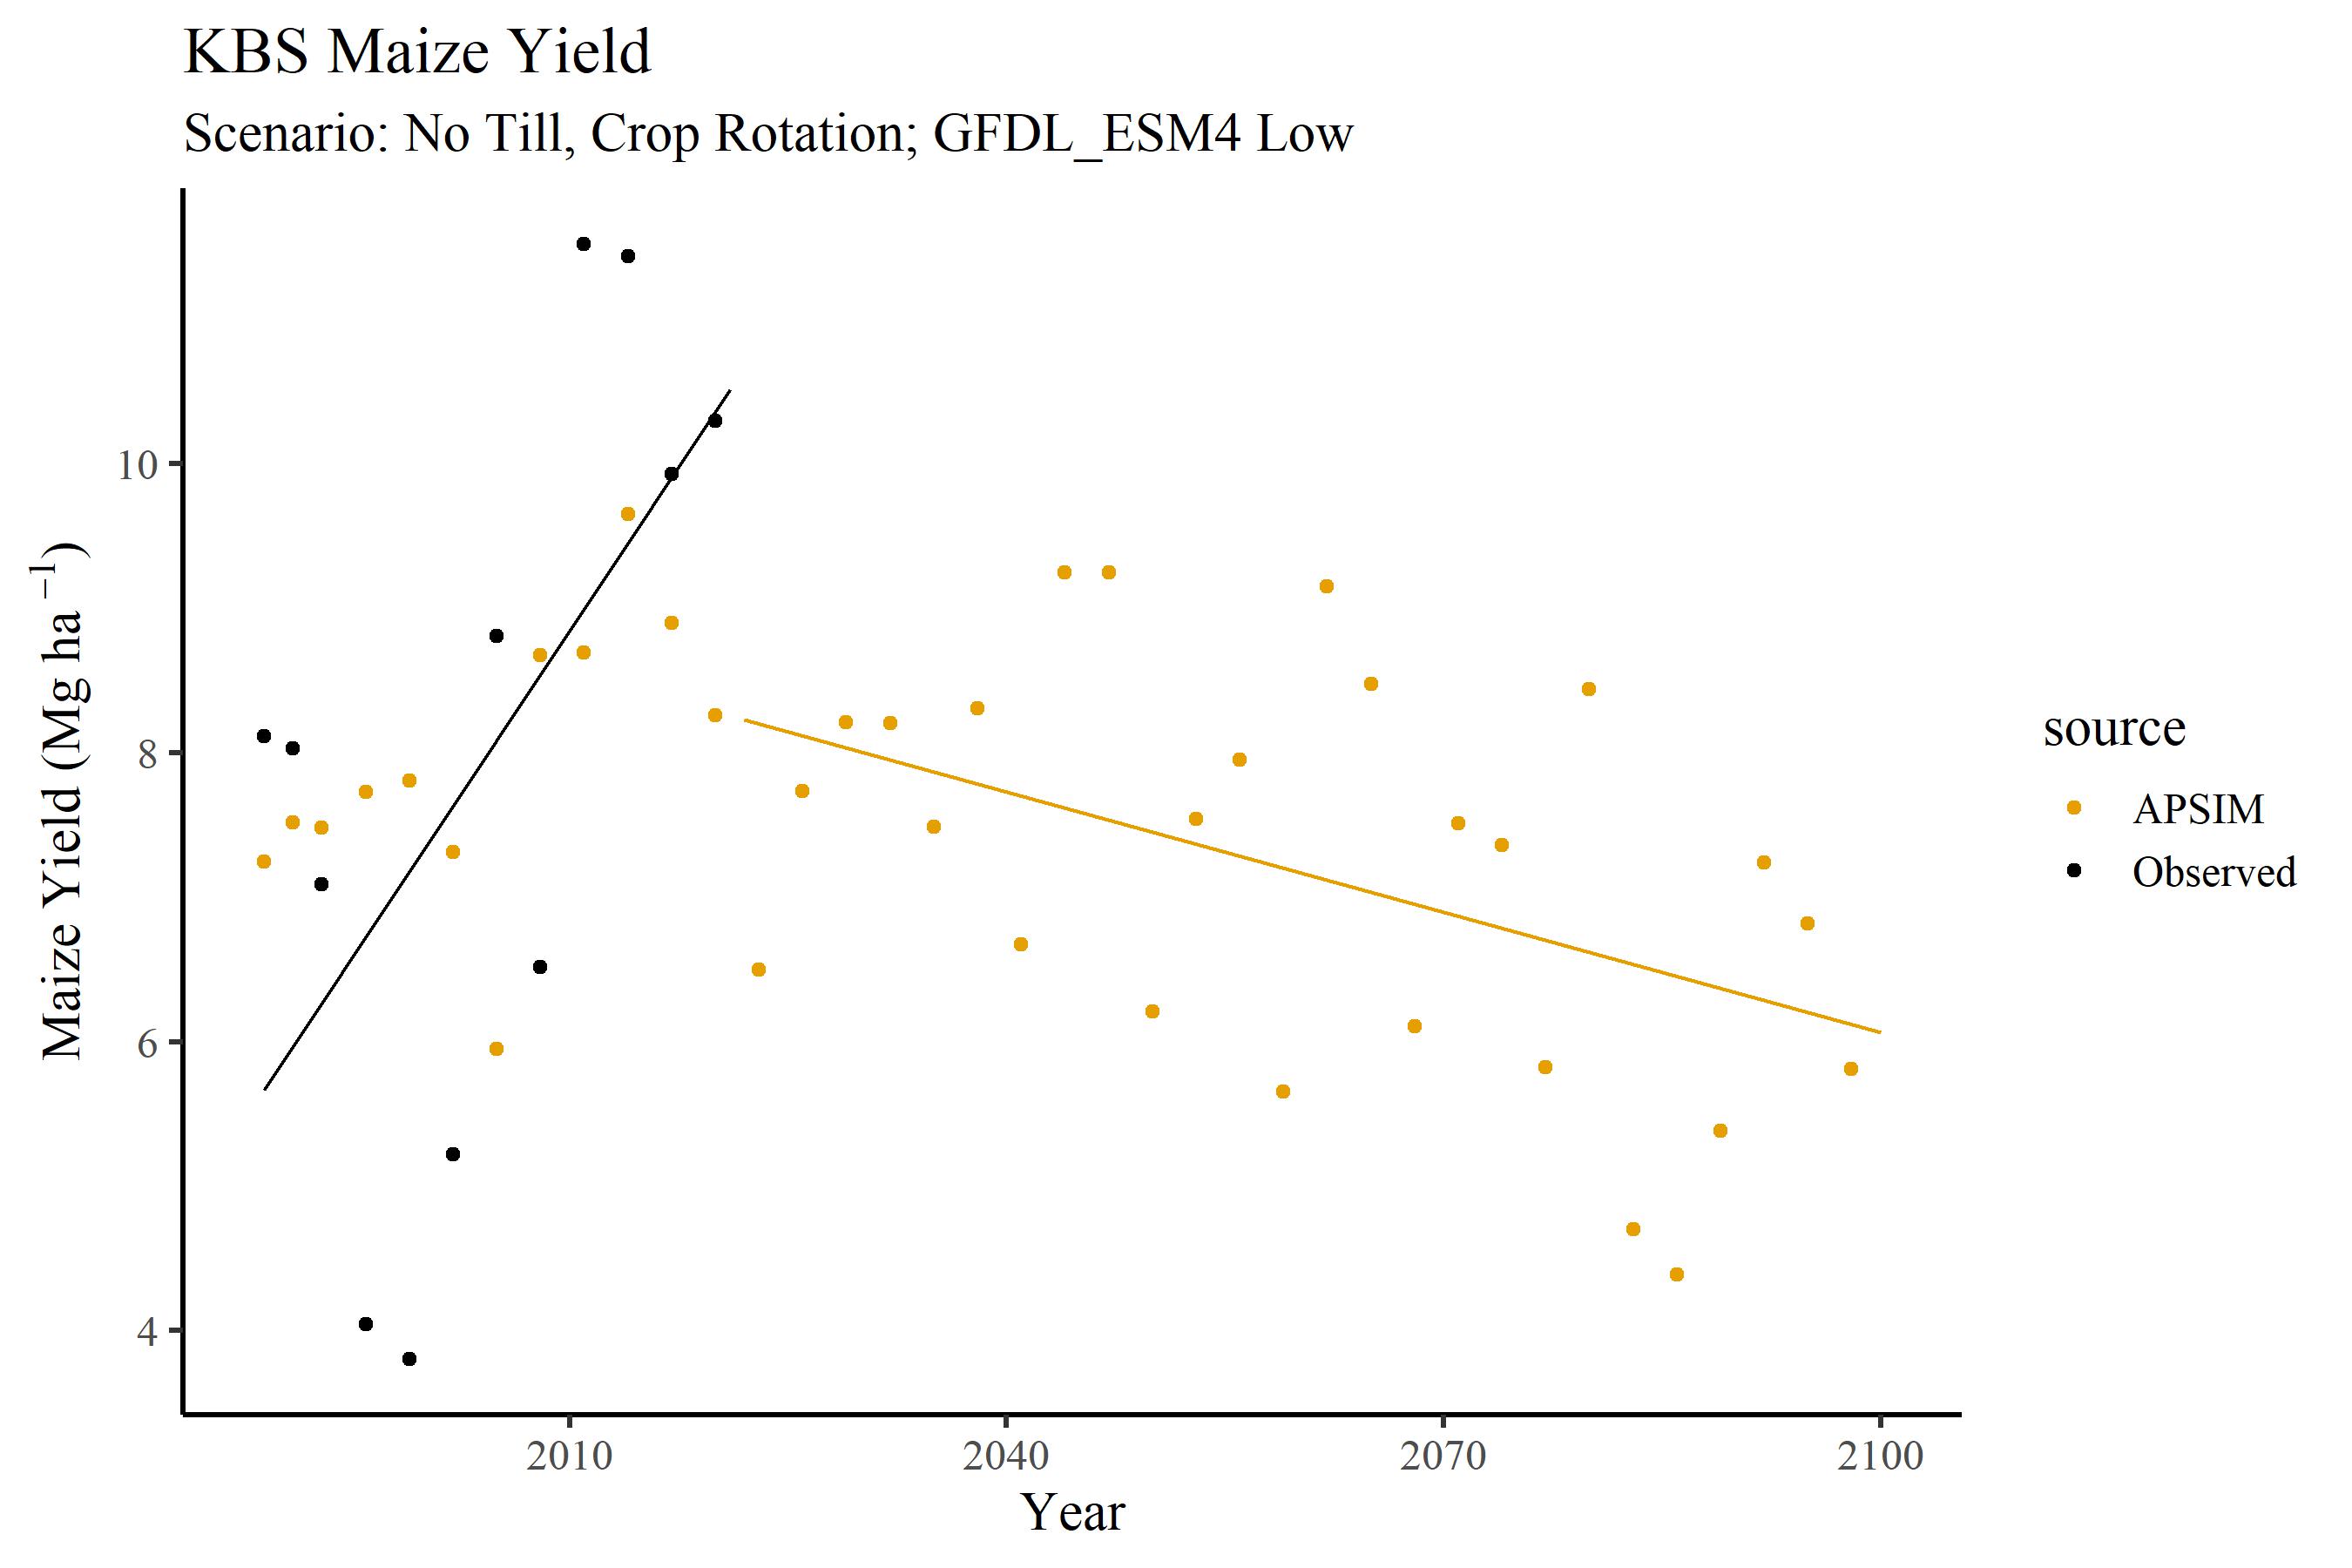 KBS Maize Yield
Scenario: No Till, Crop Rotation; GFDL_ESM4 Low
Maize Yield (Mg ha⁻¹)
10
8
6
4
2010
2040
2070
2100
Year
source
APSIM
Observed